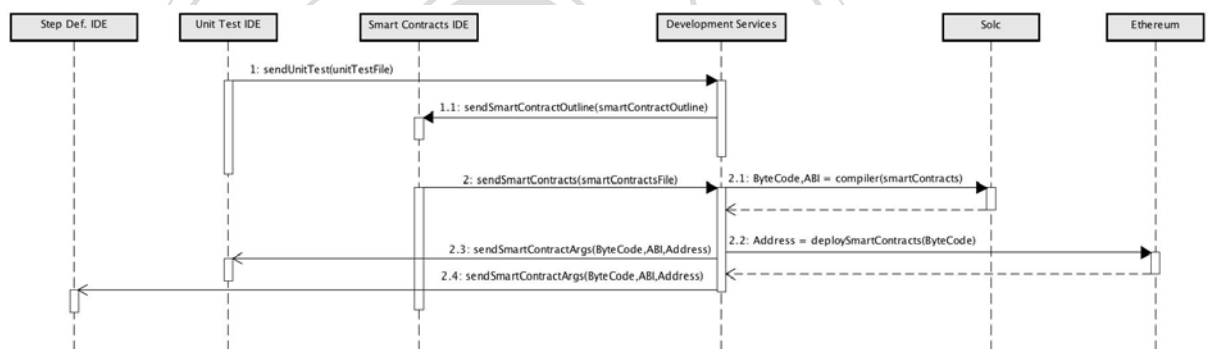 Step Def. IDE
Unit Test IDE
Smart Contracts IDE
Development Services
Solc
Ethereum
1: sendUnitTest(unitTestFile)
1.1: sendSmartContractOutline(smartContractOutline)
2: sendSmartContracts(smartContractsFile)
2.1: ByteCode,ABI = compiler(smartContracts)
2.2: Address = deploySmartContracts(ByteCode)
2.3: sendSmartContractArgs(ByteCode,ABI,Address)
2.4: sendSmartContractArgs(ByteCode,ABI,Address)